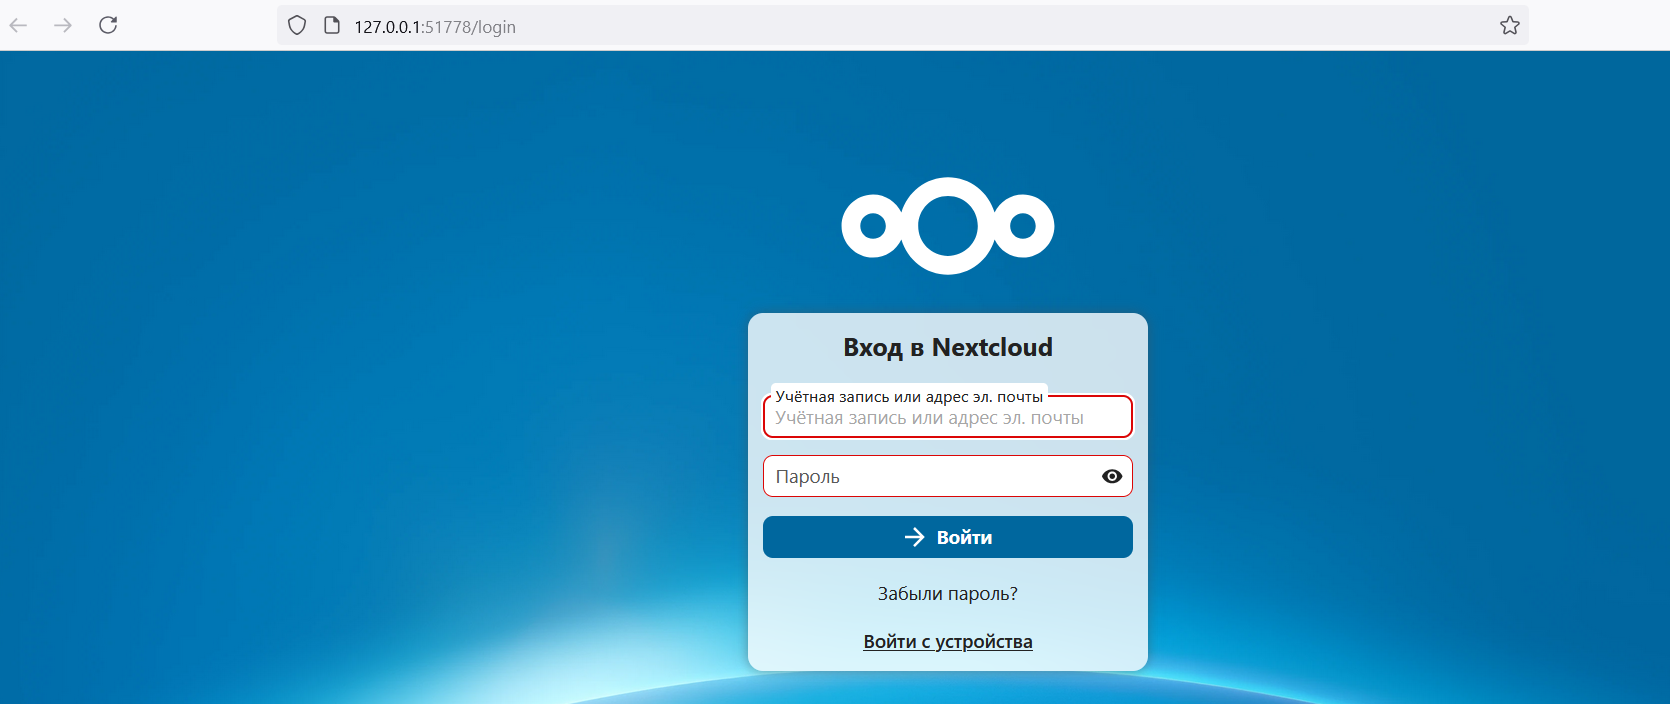 127.0.0.1:51778/login
Вход в Nextcloud
Учётная запись или адрес эл. почты
Учётная запись или адрес эл. почты
Пароль
Войти
Забыли пароль?
Войти с устройства